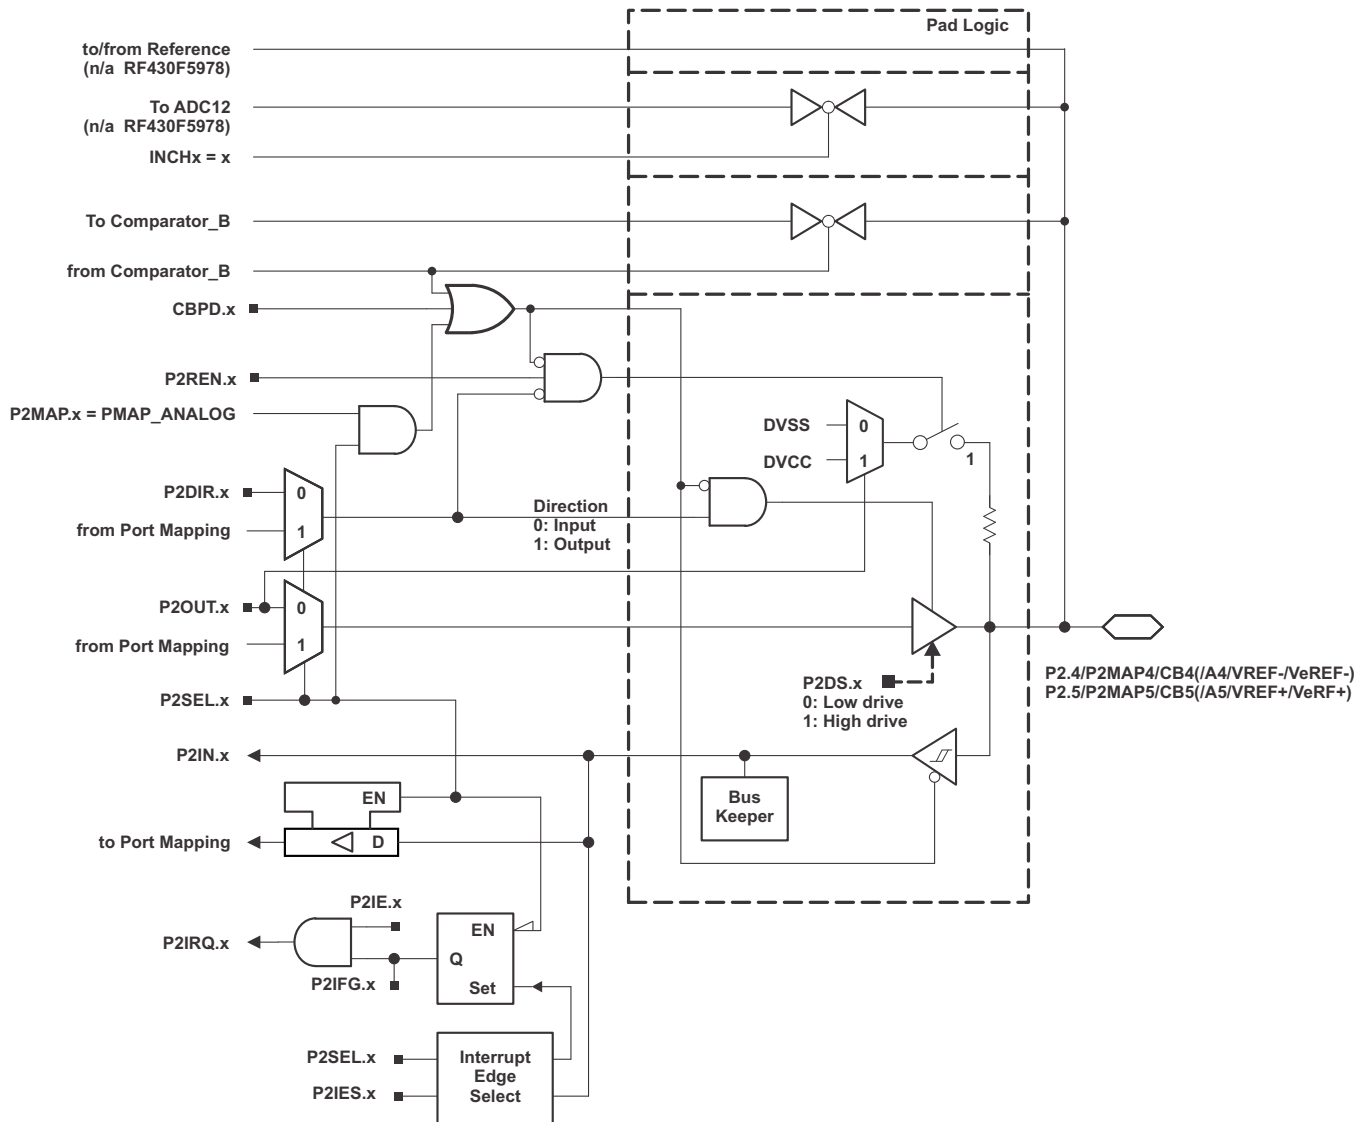 Pad Logic
to/from Reference
(n/a RF430F5978)
To ADC12
(n/a RF430F5978)
INCHx = x
To Comparator_B
from Comparator_B
CBPD.x
P2REN.x
P2MAP.x = PMAP_ANALOG
DVSS
0
DVCC
1
1
P2DIR.x
0
from Port Mapping
1
Direction
0: Input
1: Output
P2OUT.x
0
from Port Mapping
1
P2SEL.x
P2DS.x
0: Low drive
1: High drive
P2.4/P2MAP4/CB4(/A4/VREF-/VeREF-)
P2.5/P2MAP5/CB5(/A5/VREF+/VeRF+)
P2IN.x
Bus
Keeper
EN
to Port Mapping
D
P2IE.x
P2IRQ.x
P2IFG.x
EN
Q
Set
P2SEL.x
P2IES.x
Interrupt
Edge
Select